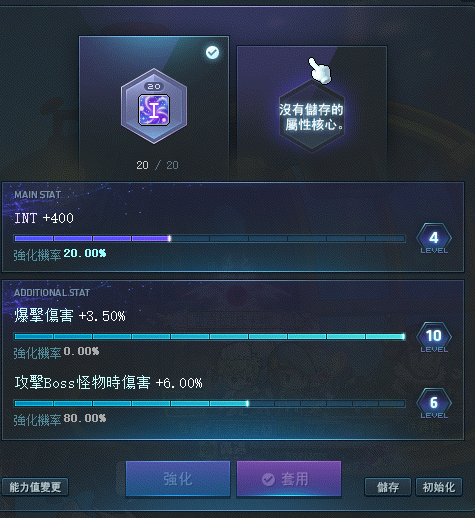 20
I
20 / 20
沒有儲存的
屬性核心。
MAIN STAT
INT +400
強化機率 20.00%
4
LEVEL
ADDITIONAL STAT
爆擊傷害 +3.50%
強化機率 0.00%
10
LEVEL
攻擊Boss怪物時傷害 +6.00%
強化機率 80.00%
6
LEVEL
能力值變更
強化
套用
儲存
初始化